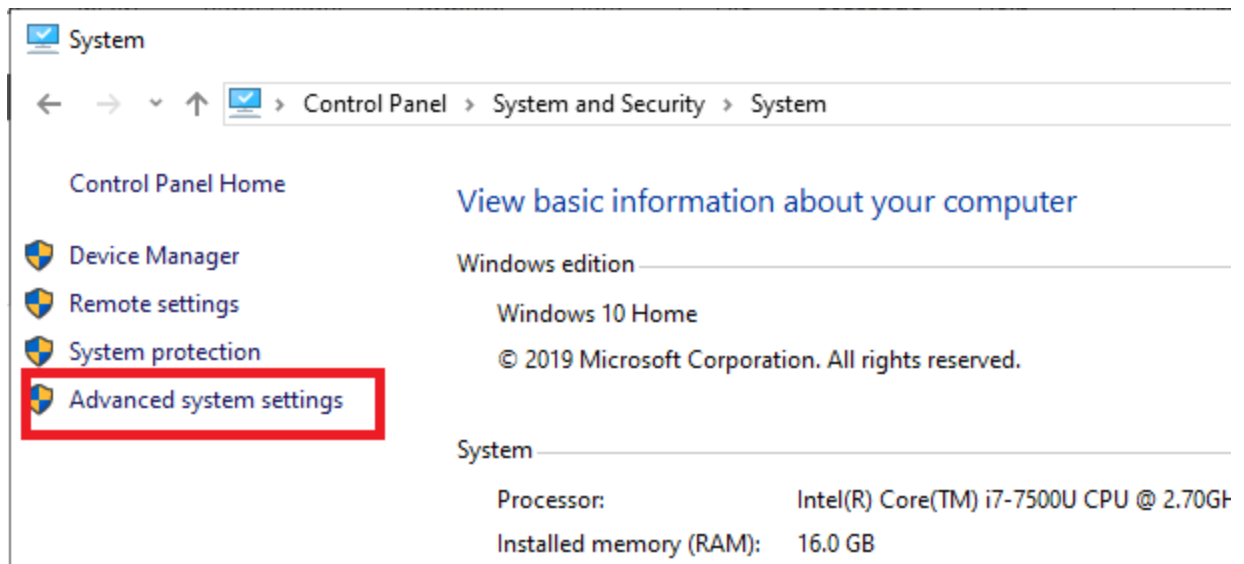 System
Control Panel > System and Security > System
Control Panel Home
View basic information about your computer
Device Manager
Windows edition
Remote settings
Windows 10 Home
System protection
© 2019 Microsoft Corporation. All rights reserved.
Advanced system settings
System
Processor: Intel(R) Core(TM) i7-7500U CPU @ 2.70GH
Installed memory (RAM): 16.0 GB